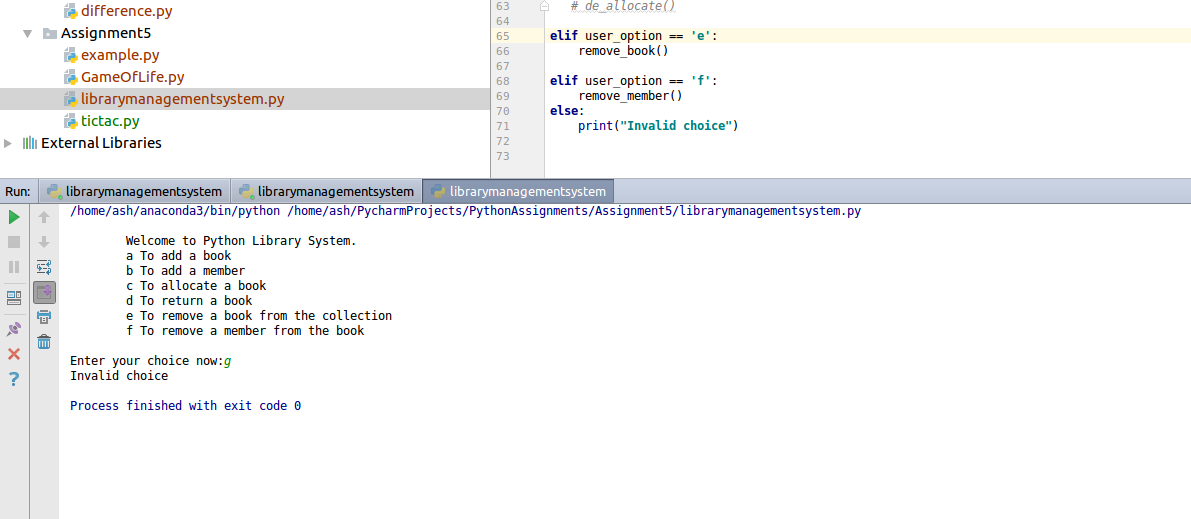 difference.py
Assignment5
example.py
GameOfLife.py
librarymanagementsystem.py
tictac.py
External Libraries
63 # de_allocate()
64
65 elif user_option == 'e':
66 remove_book()
67
68 elif user_option == 'f':
69 remove_member()
70 else:
71 print("Invalid choice")
72
73
Run: librarymanagementsystem librarymanagementsystem librarymanagementsystem
/home/ash/anaconda3/bin/python /home/ash/PycharmProjects/PythonAssignments/Assignment5/librarymanagementsystem.py
Welcome to Python Library System.
a To add a book
b To add a member
c To allocate a book
d To return a book
e To remove a book from the collection
f To remove a member from the book
Enter your choice now:g
Invalid choice
Process finished with exit code 0